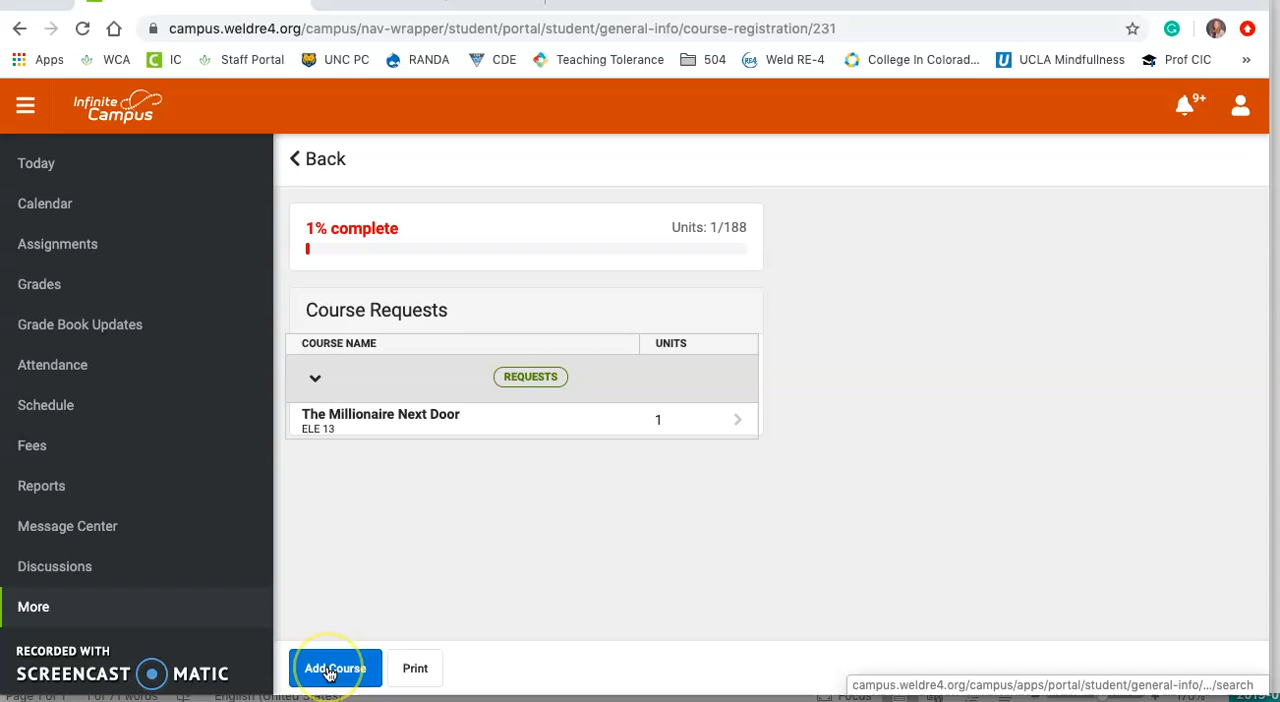 campus.weldre4.org/campus/nav-wrapper/student/portal/student/general-info/course-registration/231
Apps WCA IC Staff Portal UNC PC RANDA CDE Teaching Tolerance 504 Weld RE-4 College In Colorad... UCLA Mindfullness Prof CIC »
Infinite Campus 9+
Today
Calendar
Assignments
Grades
Grade Book Updates
Attendance
Schedule
Fees
Reports
Message Center
Discussions
More
RECORDED WITH
SCREENCAST MATIC
Back
1% complete Units: 1/188
Course Requests
COURSE NAME UNITS
REQUESTS
The Millionaire Next Door 1
ELE 13
Add Course Print
campus.weldre4.org/campus/apps/portal/student/general-info/.../search